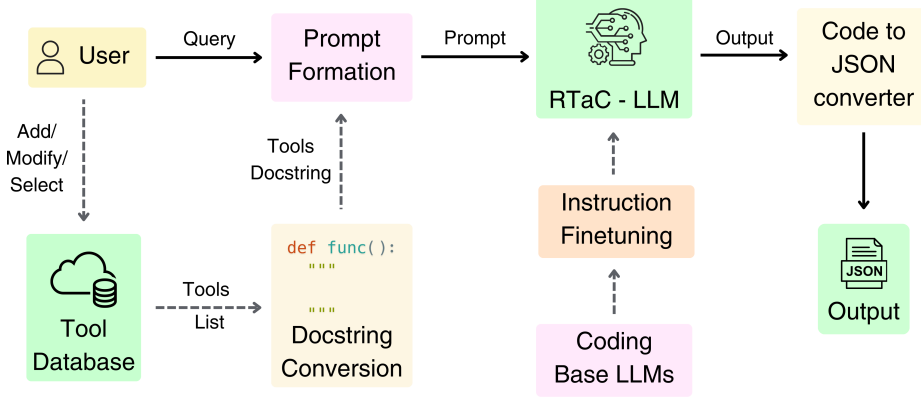 User
Query
Prompt
Formation
Prompt
RTaC - LLM
Output
Code to
JSON
converter
Add/
Modify/
Select
Tools
Docstring
Instruction
Finetuning
def func():
"""
"""
Docstring
Conversion
Tools
List
Tool
Database
Coding
Base LLMs
JSON
Output